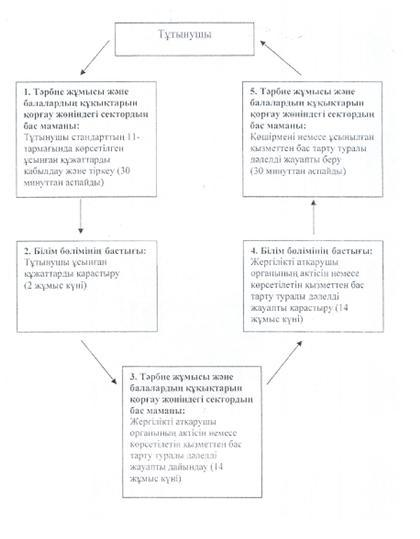 Тұтынушы
1. Тәрбие жұмысы және
балалардың құқықтарын
қорғау жөніндегі сектордың
бас маманы:
Тұтынушы стандарттың 11-
тармағында көрсетілген
ұсынған құжаттарды
қабылдау және тіркеу (30
минуттан аспайды)
2. Білім бөлімінің бастығы:
Тұтынушы ұсынған
құжаттарды қарастыру
(2 жұмыс күні)
3. Тәрбие жұмысы және
балалардың құқықтарын
қорғау жөніндегі сектордың
бас маманы:
Жергілікті атқарушы
органының актісін немесе
көрсетілетін қызметтен бас
тарту туралы дәлелді
жауапты дайындау (14
жұмыс күні)
4. Білім бөлімінің бастығы:
Жергілікті атқарушы
органының актісін немесе
көрсетілетін қызметтен бас
тарту туралы дәлелді
жауапты қарастыру (14
жұмыс күні)
5. Тәрбие жұмысы және
балалардың құқықтарын
қорғау жөніндегі сектордың
бас маманы:
Көшірмені немесе ұсынылған
қызметтен бас тарту туралы
дәлелді жауапты беру
(30 минуттан аспайды)